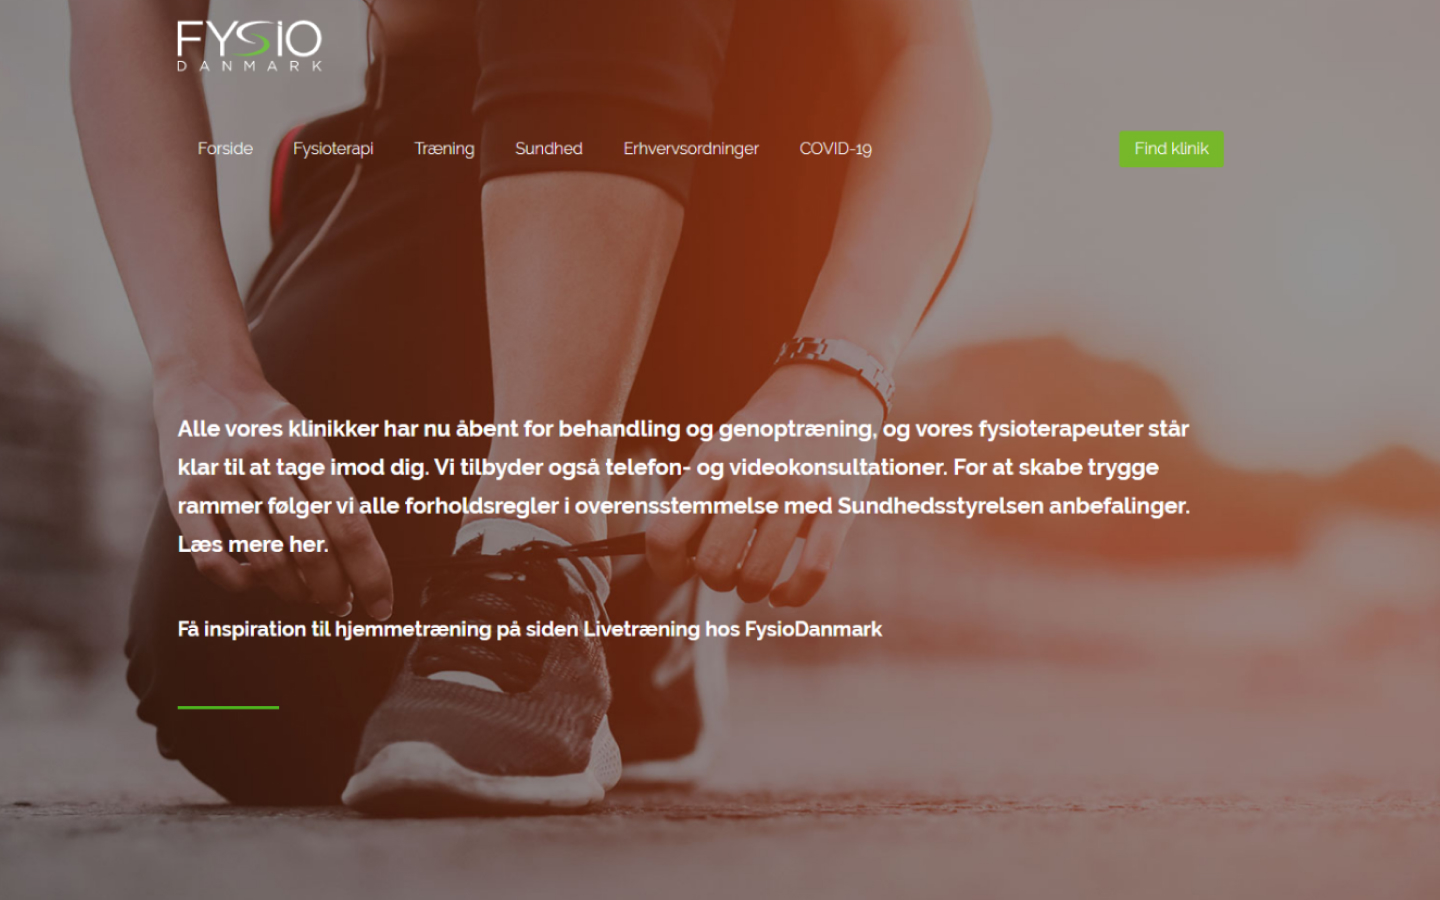 FYSIO
DANMARK
Forside Fysioterapi Træning Sundhed Erhvervsordninger COVID-19 Find klinik
Alle vores klinikker har nu åbent for behandling og genoptræning, og vores fysioterapeuter står
klar til at tage imod dig. Vi tilbyder også telefon- og videokonsultationer. For at skabe trygge
rammer følger vi alle forholdsregler i overensstemmelse med Sundhedsstyrelsen anbefalinger.
Læs mere her.
Få inspiration til hjemmetræning på siden Livetræning hos FysioDanmark